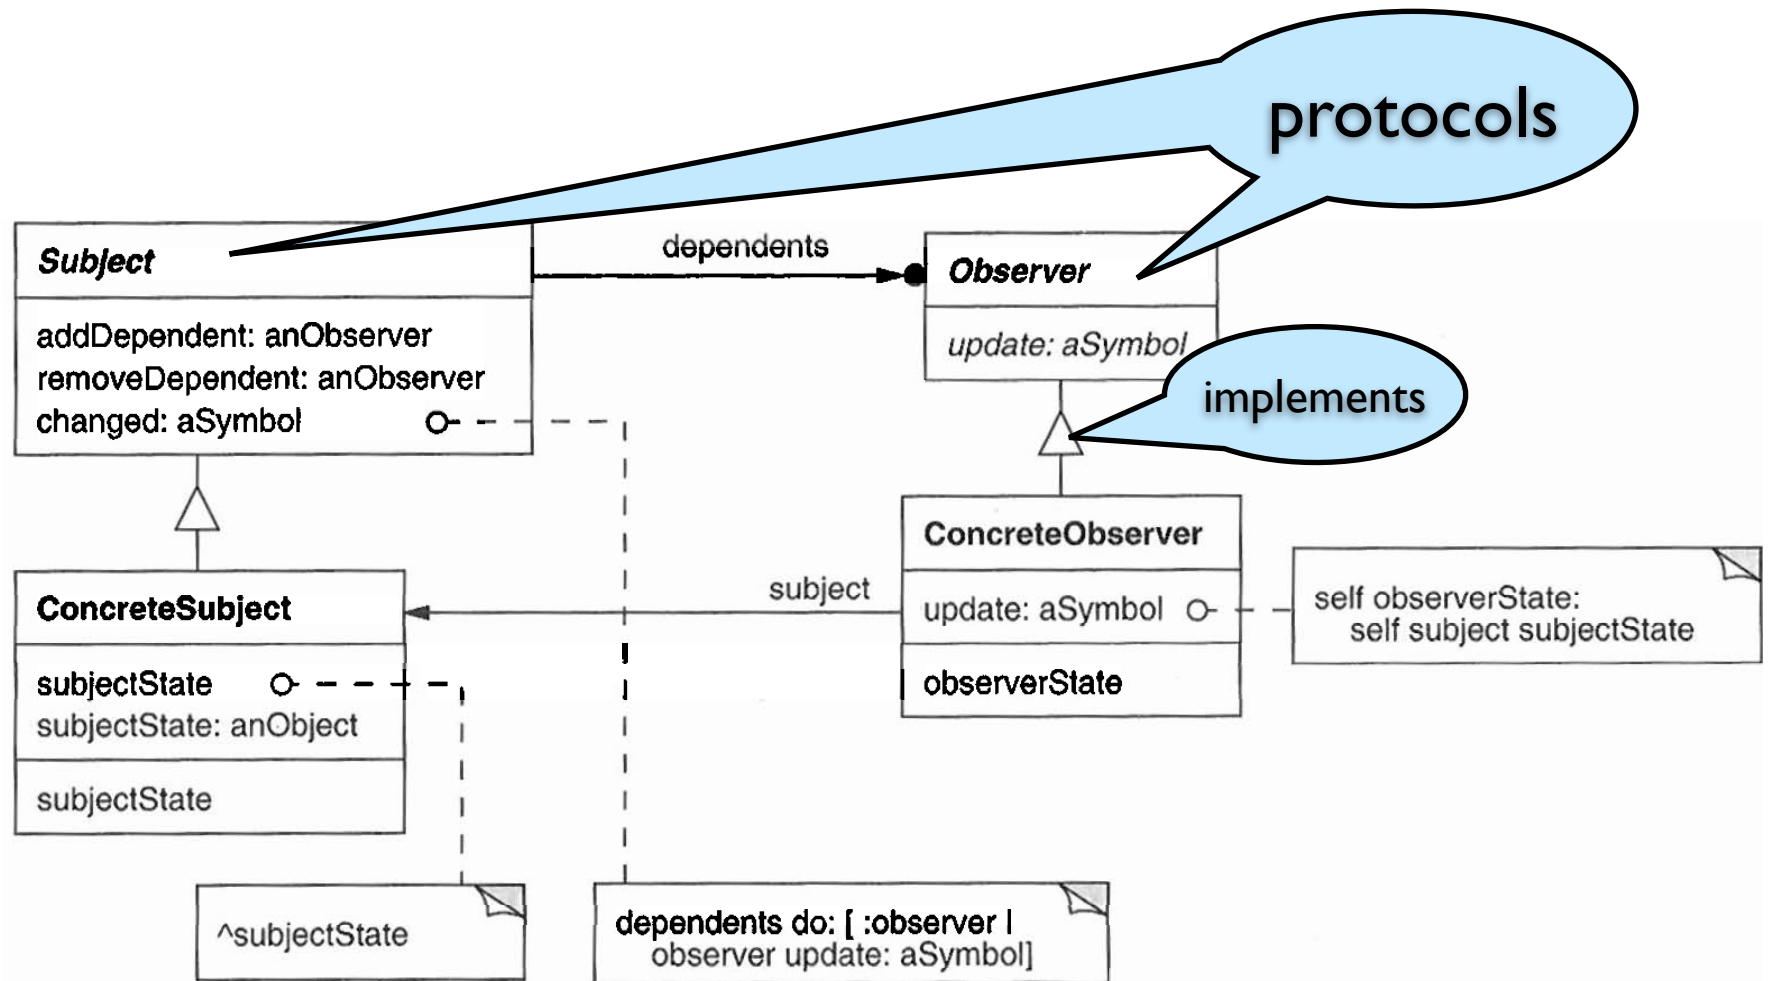 protocols
Subject
dependents
Observer
addDependent: anObserver
removeDependent: anObserver
changed: aSymbol
update: aSymbol
implements
ConcreteObserver
ConcreteSubject
subject
update: aSymbol
self observerState:
self subject subjectState
subjectState
subjectState: anObject
observerState
subjectState
^subjectState
dependents do: [ :observer |
observer update: aSymbol]